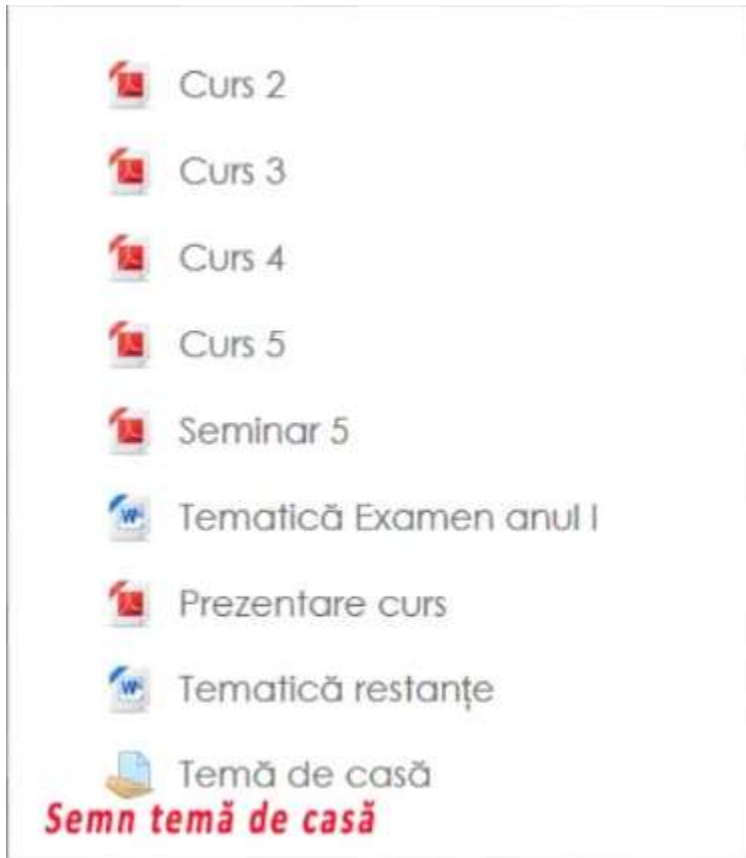 Curs 2
Curs 3
Curs 4
Curs 5
Seminar 5
Tematică Examen anul I
Prezentare curs
Tematică restanțe
Temă de casă
Semn temă de casă